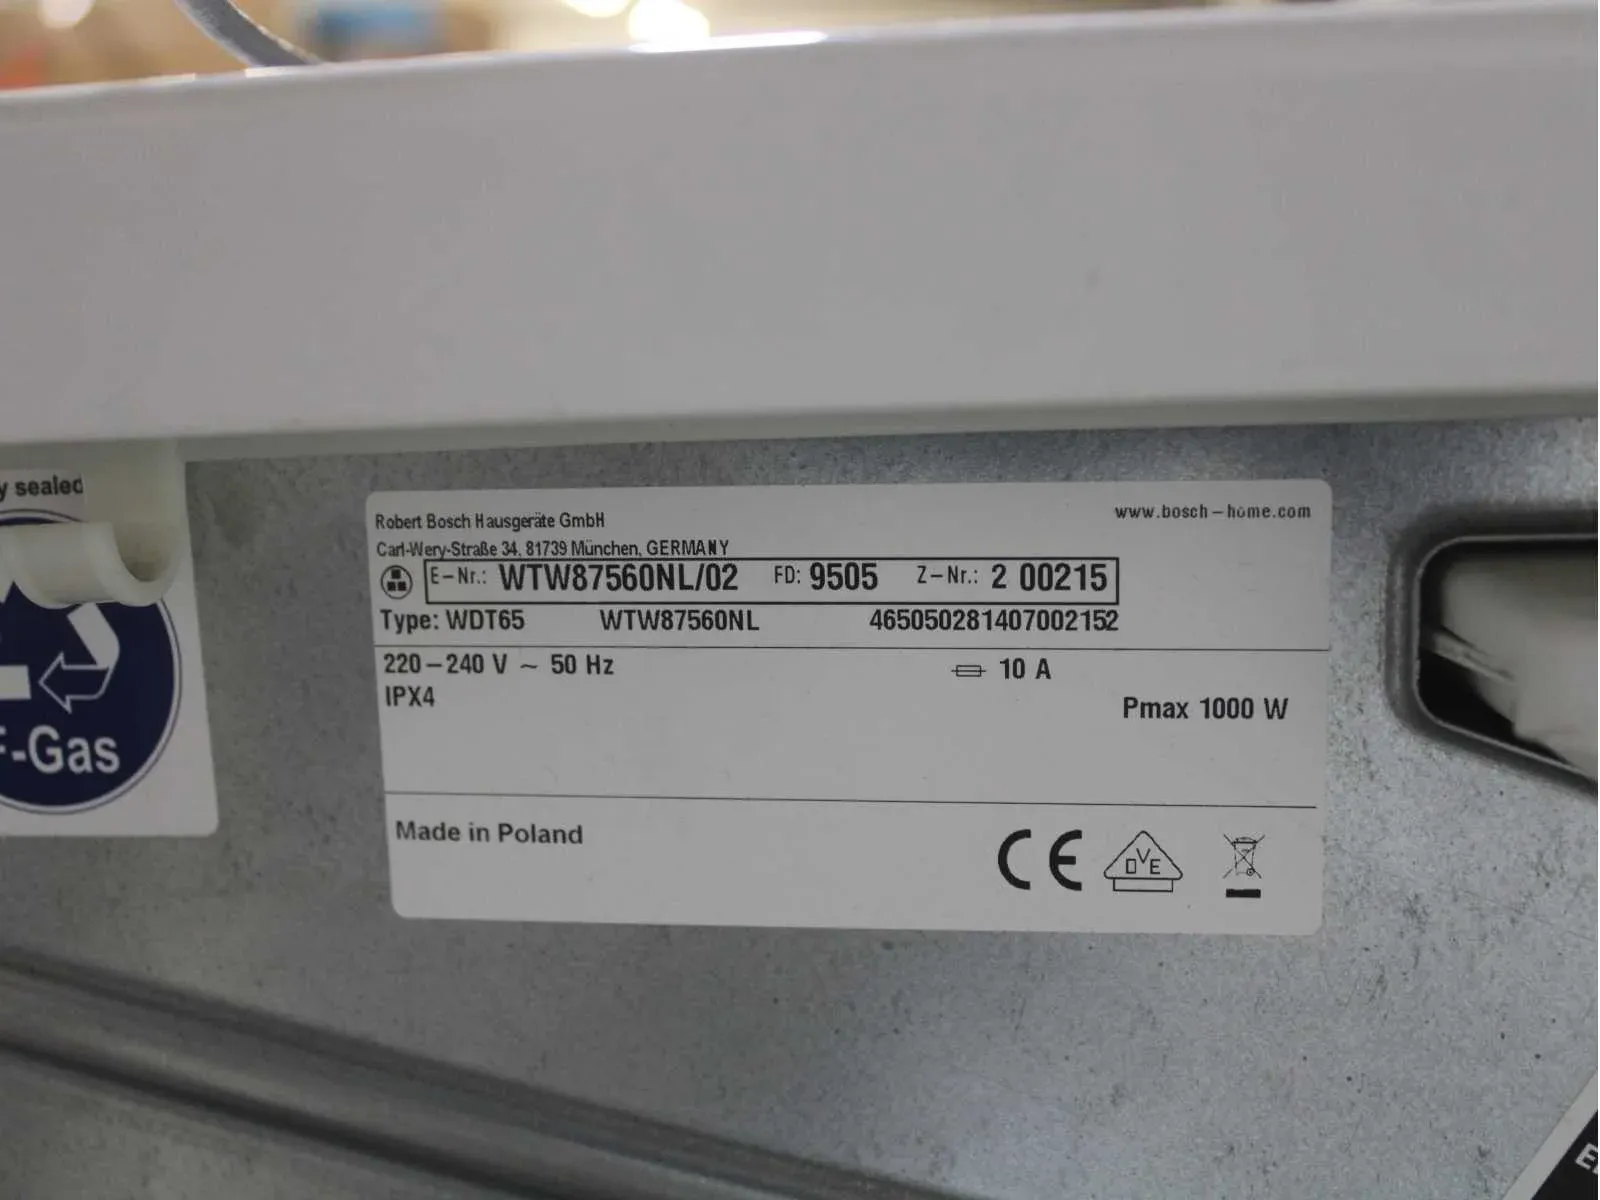 y sealed
F-Gas
Robert Bosch Hausgeräte GmbH
www.bosch-home.com
Carl-Wery-Straße 34, 81739 München, GERMANY
E-Nr.: WTW87560NL/02 FD: 9505 Z-Nr.: 2 00215
Type: WDT65 WTW87560NL 465050281407002152
220-240 V ~ 50 Hz 10 A
IPX4
Pmax 1000 W
Made in Poland
CE DVE